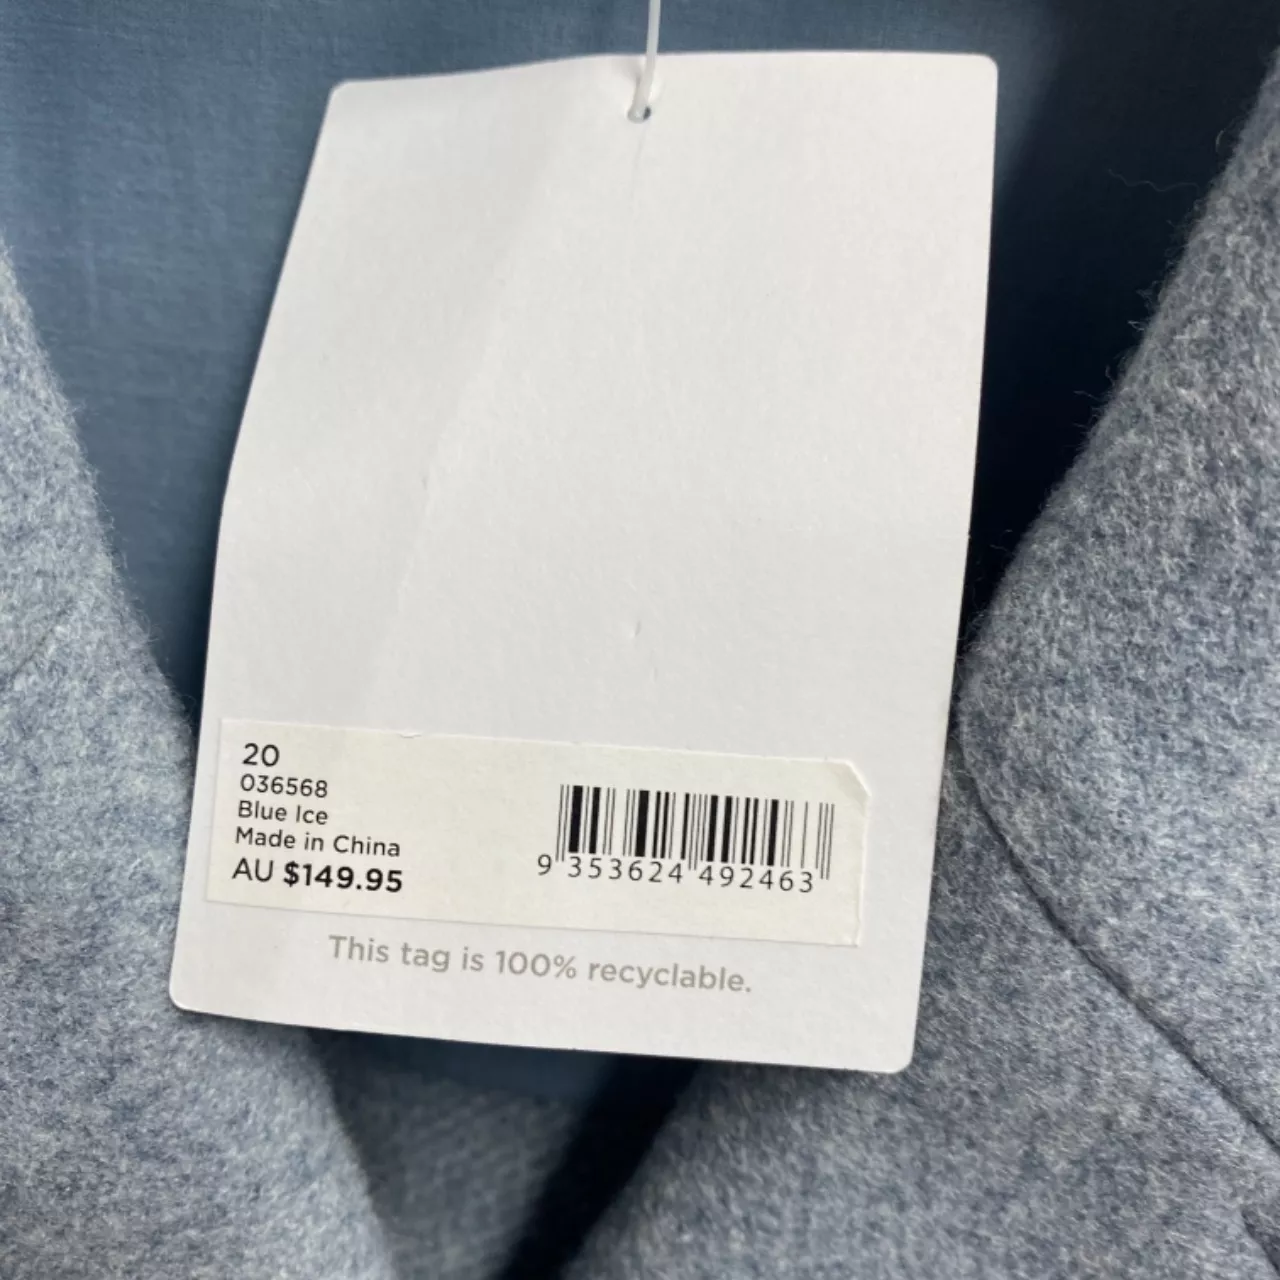 20
036568
Blue Ice
Made in China
AU $149.95
9 353624 492463
This tag is 100% recyclable.